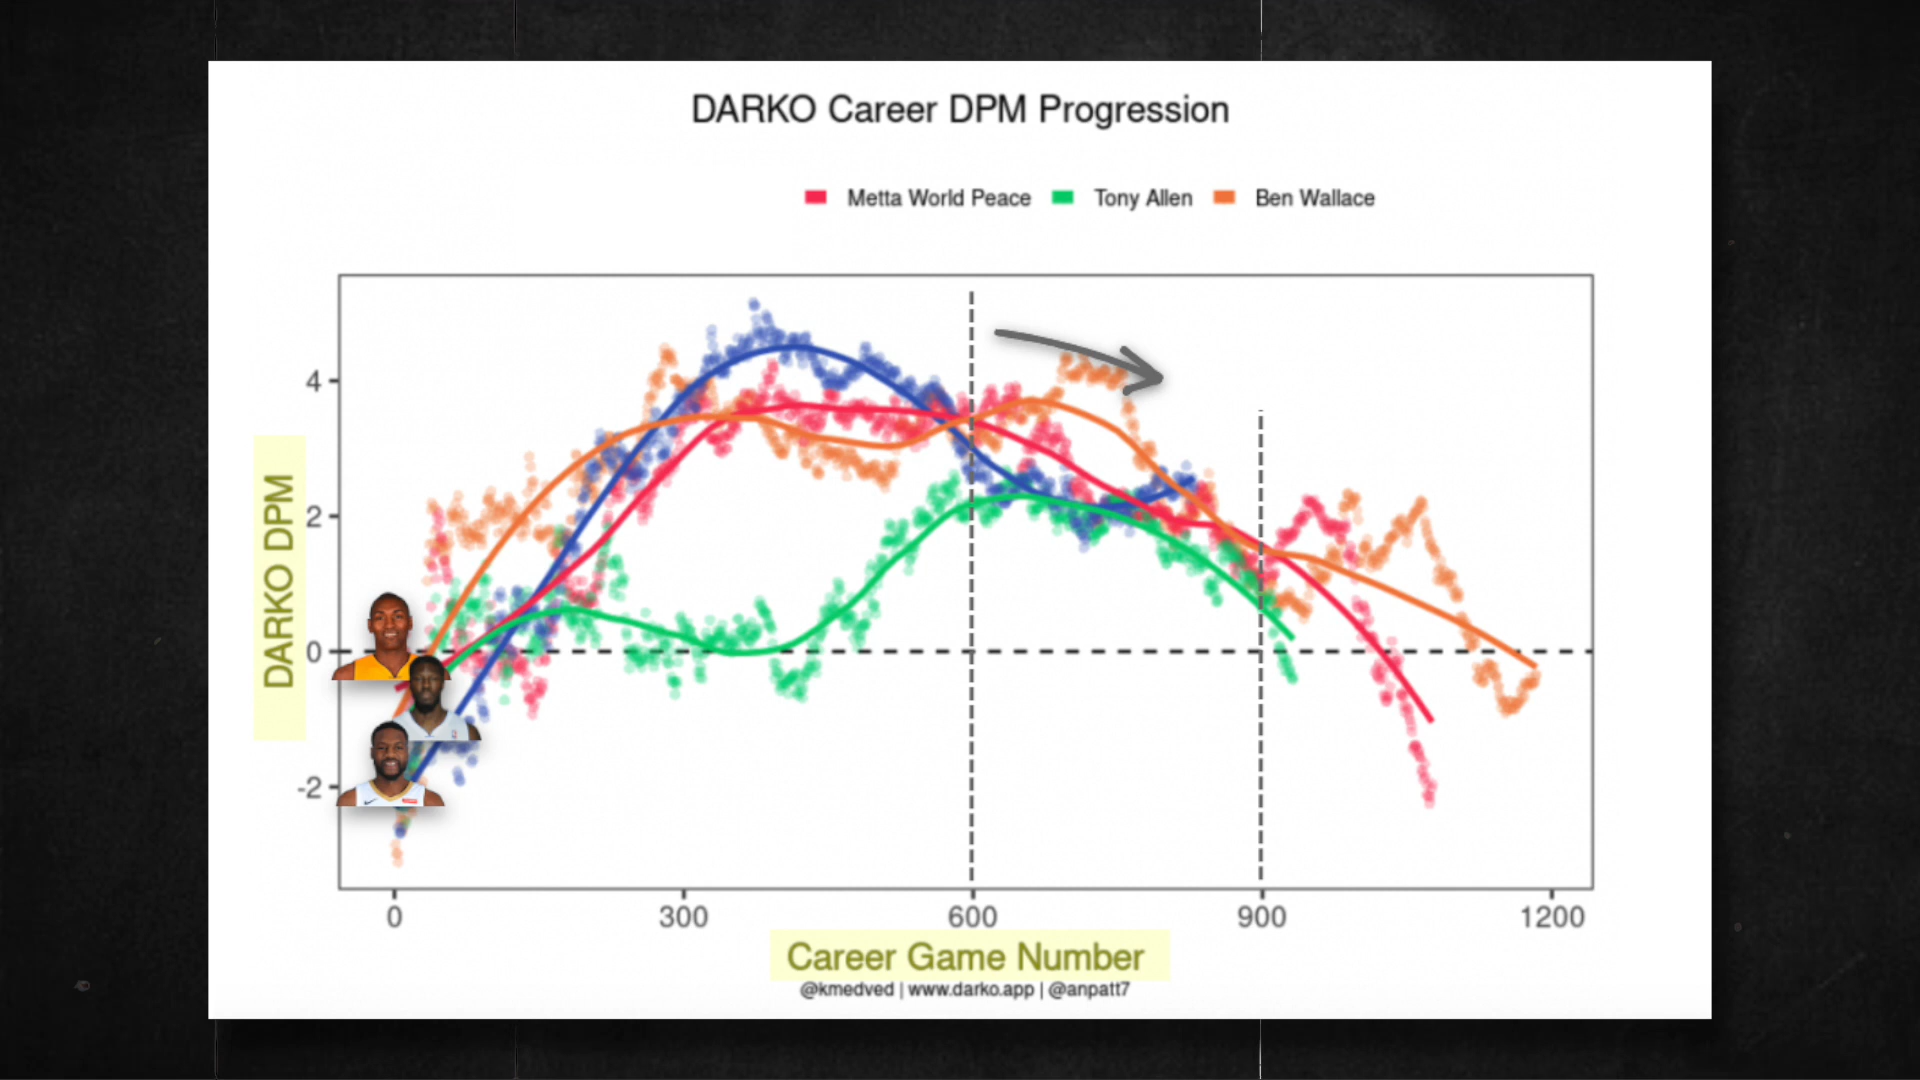 DARKO Career DPM Progression
Metta World Peace Tony Allen Ben Wallace
DARKO DPM
4
2
0
-2
0 300 600 900 1200
Career Game Number
@kmedved | www.darko.app | @anpatt7